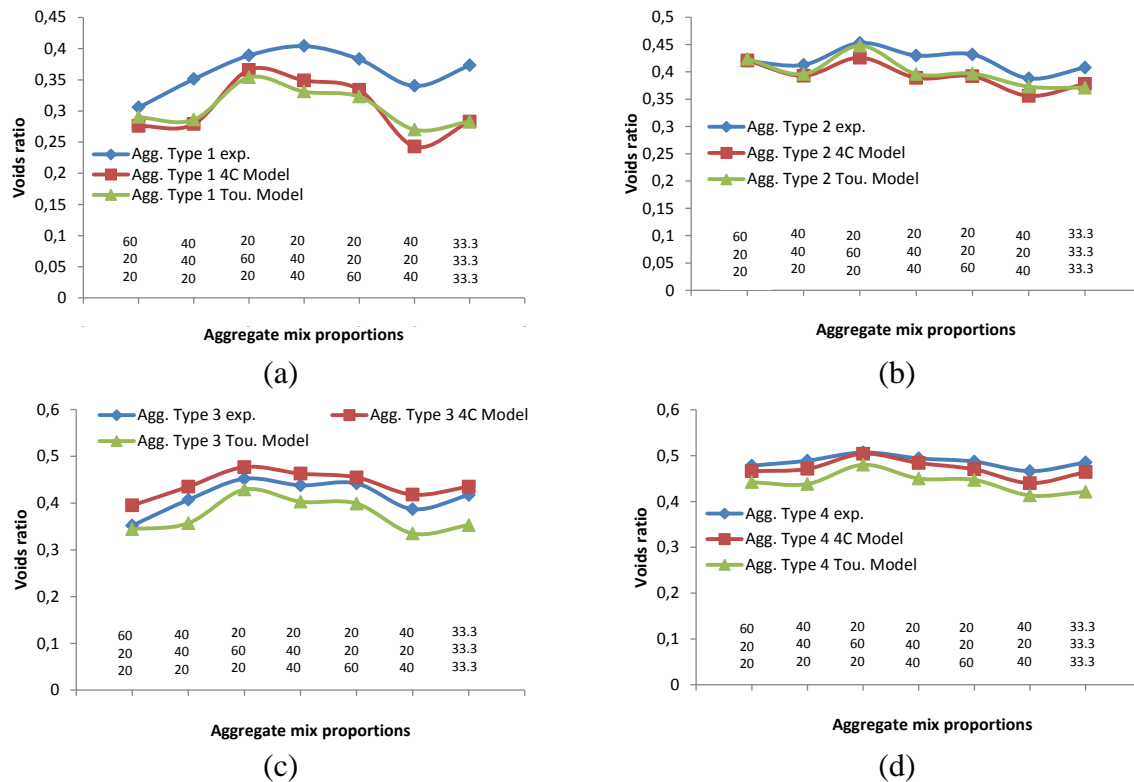 0,45
0,4
0,35
0,3
0,25
0,2
0,15
0,1
0,05
0
Voids ratio
Agg. Type 1 exp.
Agg. Type 1 4C Model
Agg. Type 1 Tou. Model
60 40 20 20 20 40 33.3
20 40 60 40 20 20 33.3
20 20 20 40 60 40 33.3
Aggregate mix proportions
(a)
0,5
0,45
0,4
0,35
0,3
0,25
0,2
0,15
0,1
0,05
0
Voids ratio
Agg. Type 2 exp.
Agg. Type 2 4C Model
Agg. Type 2 Tou. Model
60 40 20 20 20 40 33.3
20 40 60 40 20 20 33.3
20 20 20 40 60 40 33.3
Aggregate mix proportions
(b)
0,6
0,5
0,4
0,3
0,2
0,1
0
Voids ratio
Agg. Type 3 exp. Agg. Type 3 4C Model
Agg. Type 3 Tou. Model
60 40 20 20 20 40 33.3
20 40 60 40 20 20 33.3
20 20 20 40 60 40 33.3
Aggregate mix proportions
(c)
0,6
0,5
0,4
0,3
0,2
0,1
0
Voids ratio
Agg. Type 4 exp.
Agg. Type 4 4C Model
Agg. Type 4 Tou. Model
60 40 20 20 20 40 33.3
20 40 60 40 20 20 33.3
20 20 20 40 60 40 33.3
Aggregate mix proportions
(d)